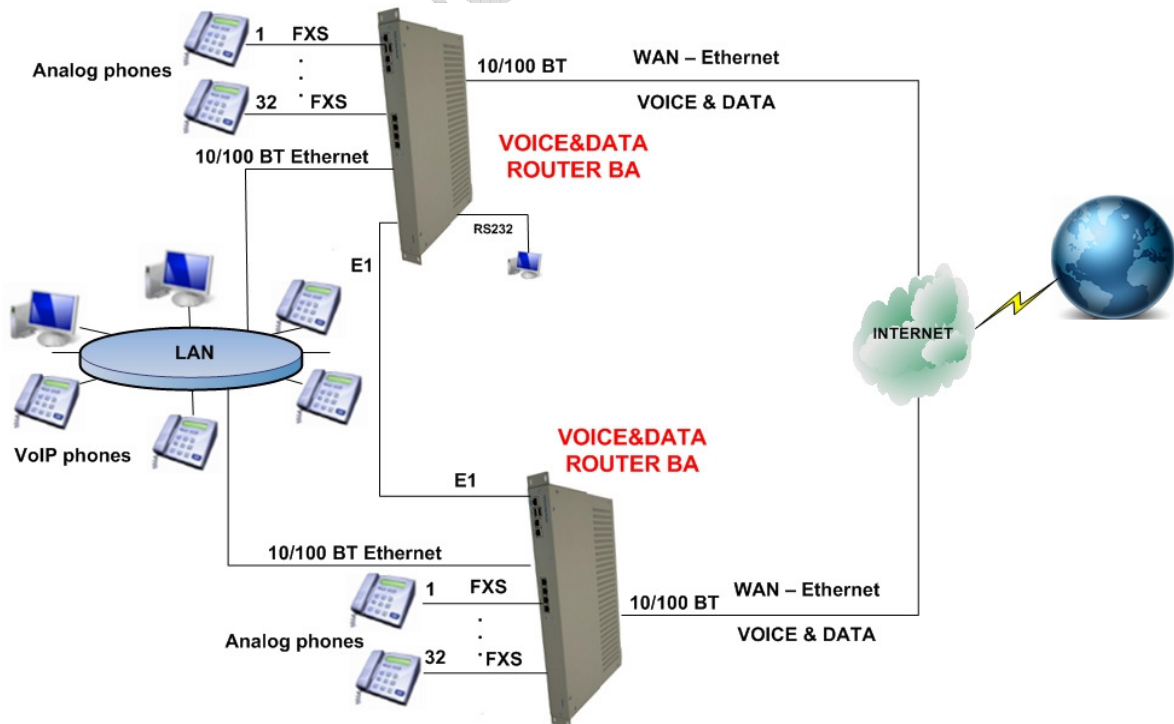 1 FXS
Analog phones
32 FXS
10/100 BT Ethernet
10/100 BT
WAN – Ethernet
VOICE & DATA
VOICE&DATA
ROUTER BA
RS232
E1
LAN
VoIP phones
INTERNET
VOICE&DATA
ROUTER BA
E1
10/100 BT Ethernet
1 FXS
Analog phones
32 FXS
10/100 BT
WAN – Ethernet
VOICE & DATA